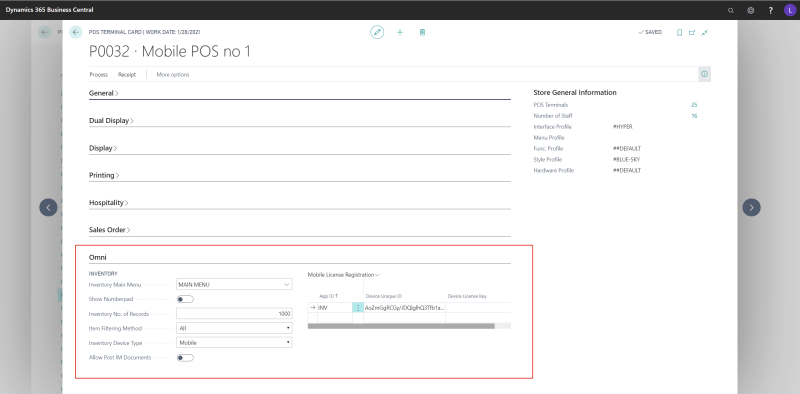 Dynamics 365 Business Central
?
L
POS TERMINAL CARD | WORK DATE: 1/28/2021
SAVED
P0032 · Mobile POS no 1
Process Receipt More options
General
Dual Display
Display
Printing
Hospitality
Sales Order
Omni
INVENTORY
Inventory Main Menu MAIN MENU
Show Numberpad
Inventory No. of Records 1000
Item Filtering Method All
Inventory Device Type Mobile
Allow Post IM Documents
Mobile License Registration
App ID ↑ Device Unique ID Device License Key
→ INV
Store General Information
POS Terminals 25
Number of Staff 16
Interface Profile #HYPER
Menu Profile
Func. Profile ##DEFAULT
Style Profile #BLUE-SKY
Hardware Profile ##DEFAULT